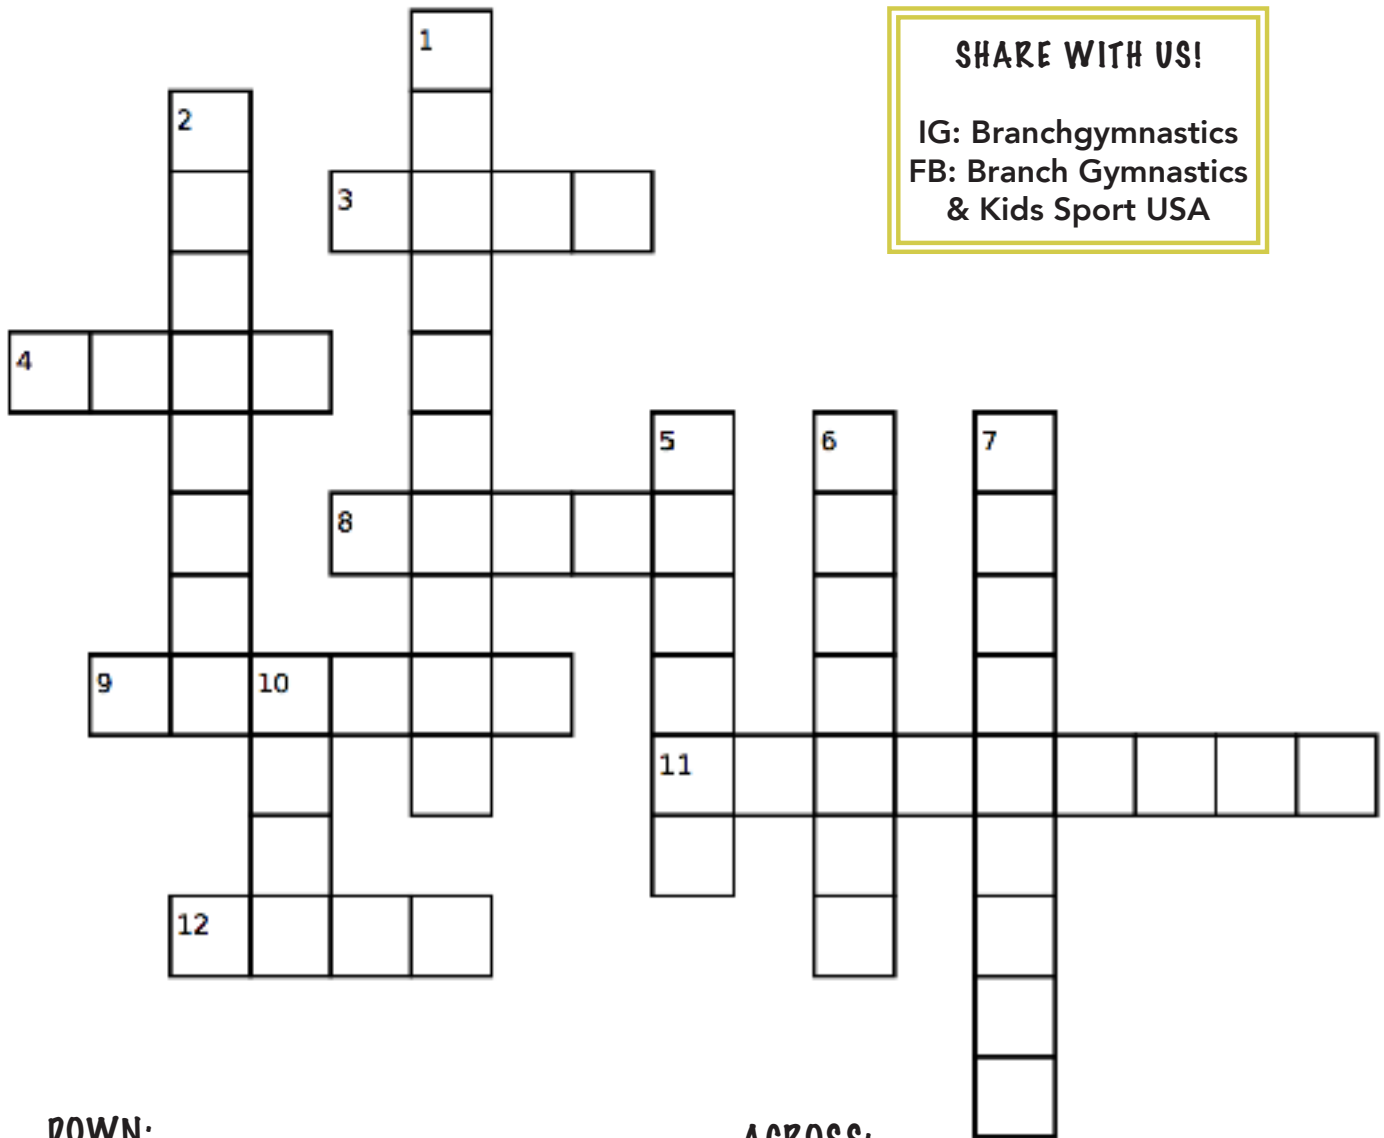 1
SHARE WITH US!
2
IG: Branchgymnastics
FB: Branch Gymnastics
& Kids Sport USA
3
4
5 6 7
8
9 10
11
12
DOWN:
ACROSS: